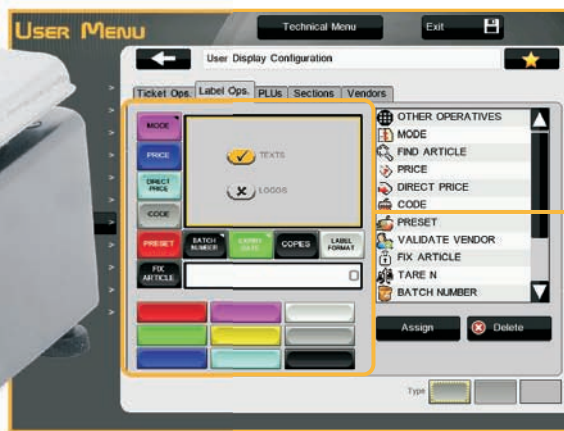 USER MENU
Technical Menu
Exit
User Display Configuration
Ticket Ops.
Label Ops.
PLUs
Sections
Vendors
MODE
PRICE
DIRECT PRICE
CODE
PRESET
BATCH NUMBER
EXPIRY DATE
COPIES
LABEL FORMAT
FIX ARTICLE
0
TEXTS
LOGOS
OTHER OPERATIVES
MODE
FIND ARTICLE
PRICE
DIRECT PRICE
CODE
PRESET
VALIDATE VENDOR
FIX ARTICLE
TARE N
BATCH NUMBER
Assign
Delete
Type